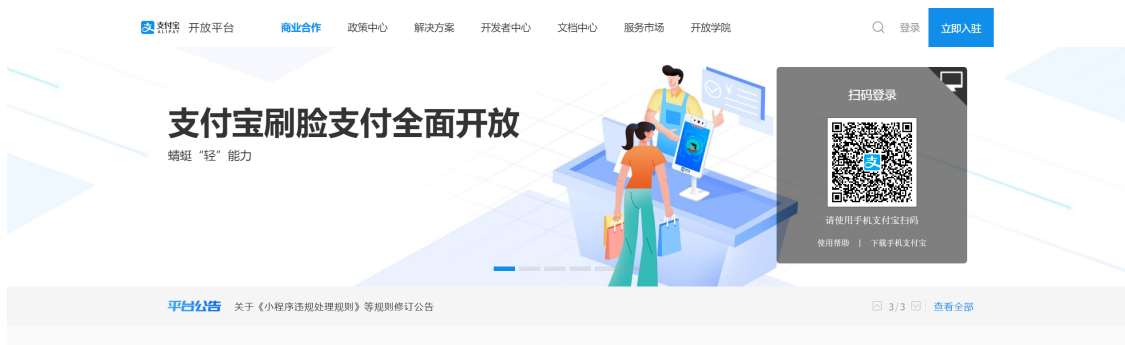 支付宝 ALIPAY 开放平台 商业合作 政策中心 解决方案 开发者中心 文档中心 服务市场 开放学院 登录 立即入驻
支付宝刷脸支付全面开放
蜻蜓“轻”能力
扫码登录
支
请使用手机支付宝扫码
使用帮助 | 下载手机支付宝
平台公告 关于《小程序违规处理规则》等规则修订公告 3/3 查看全部